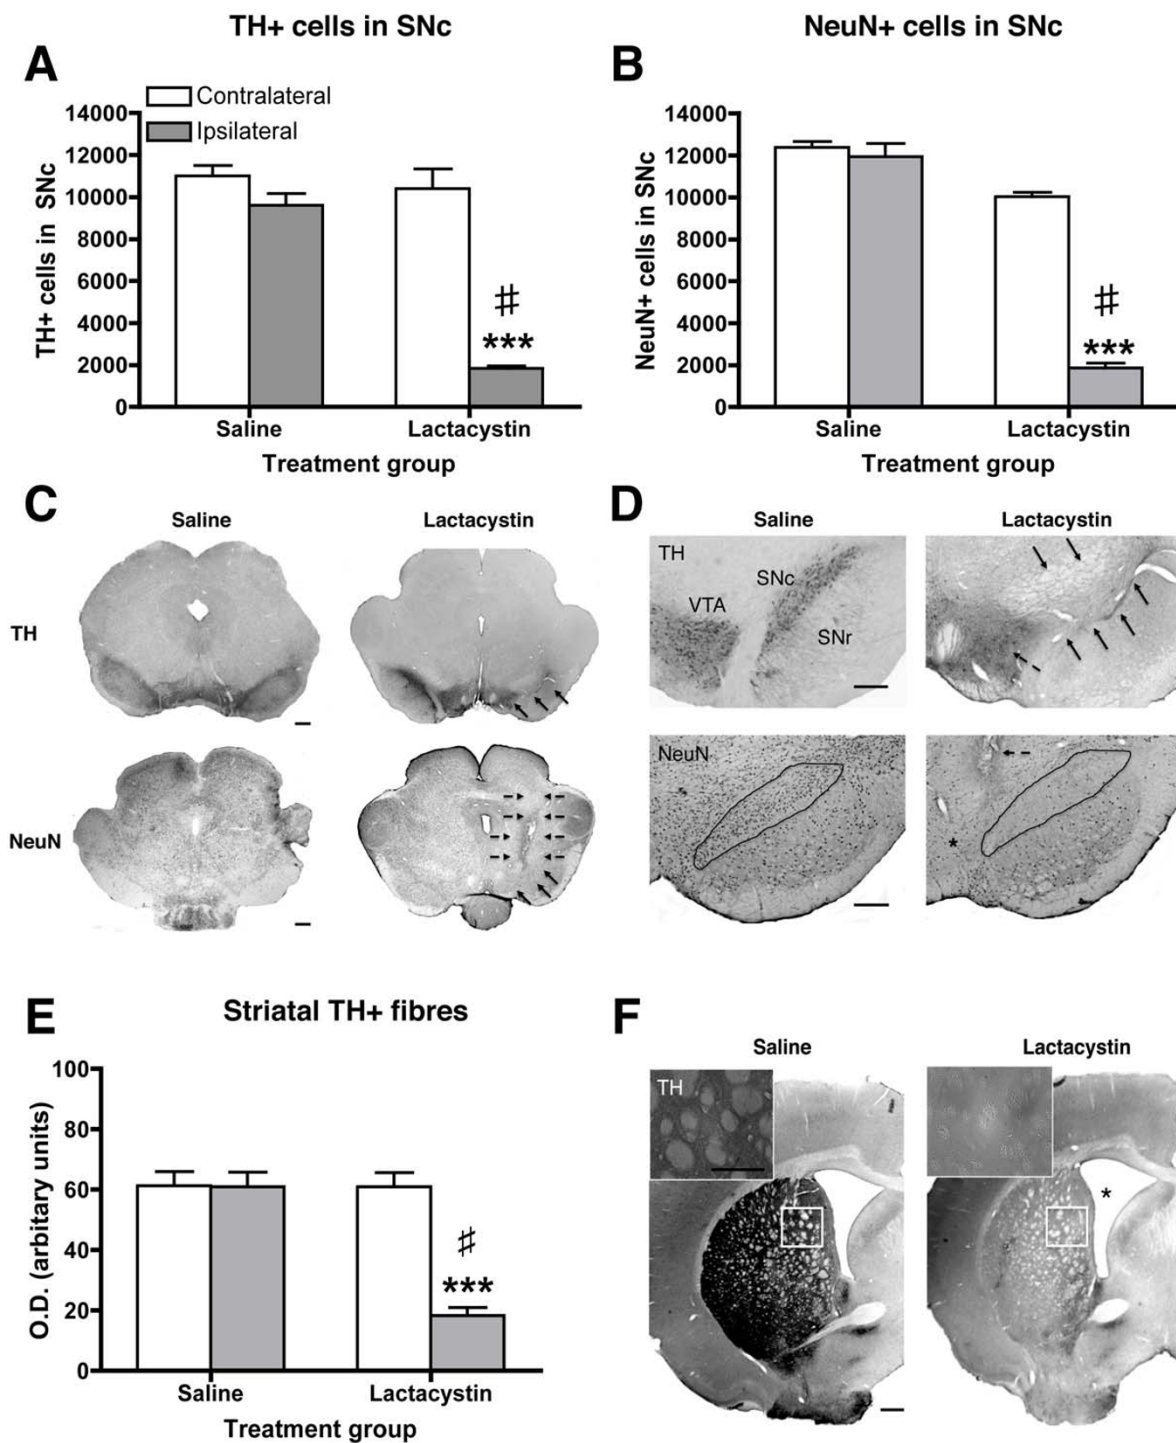 TH+ cells in SNc
NeuN+ cells in SNc
A
Contralateral
Ipsilateral
14000
12000
10000
8000
6000
4000
2000
0
TH+ cells in SNc
♯
***
Saline
Lactacystin
Treatment group
B
14000
12000
10000
8000
6000
4000
2000
0
NeuN+ cells in SNc
♯
***
Saline
Lactacystin
Treatment group
C
Saline
Lactacystin
TH
NeuN
D
Saline
Lactacystin
TH
SNc
VTA
SNr
NeuN
*
E
Striatal TH+ fibres
100
80
60
40
20
0
O.D. (arbitary units)
♯
***
Saline
Lactacystin
Treatment group
F
Saline
Lactacystin
TH
*